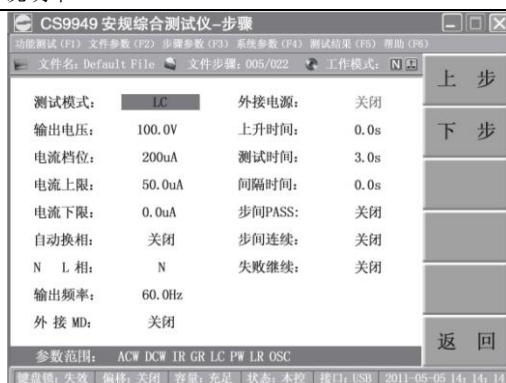 CS9949 安规综合测试仪–步骤
功能测试(F1) 文件参数(F2) 步骤参数(F3) 系统参数(F4) 测试结果(F5) 帮助(F6)
文件名: Default File 文件步骤: 005/022 工作模式: N
测试模式: LC 外接电源: 关闭
输出电压: 100.0V 上升时间: 0.0s
电流档位: 200uA 测试时间: 3.0s
电流上限: 50.0uA 间隔时间: 0.0s
电流下限: 0.0uA 步间PASS: 关闭
自动换相: 关闭 步间连续: 关闭
N L相: N 失败继续: 关闭
输出频率: 60.0Hz
外 接 MD: 关闭
参数范围: ACW DCW IR GR LC PW LR OSC
键盘锁: 失效 偏移: 关闭 容量: 充足 状态: 本控 接口: USB 2011-05-05 14: 14: 14
上 步
下 步
返 回